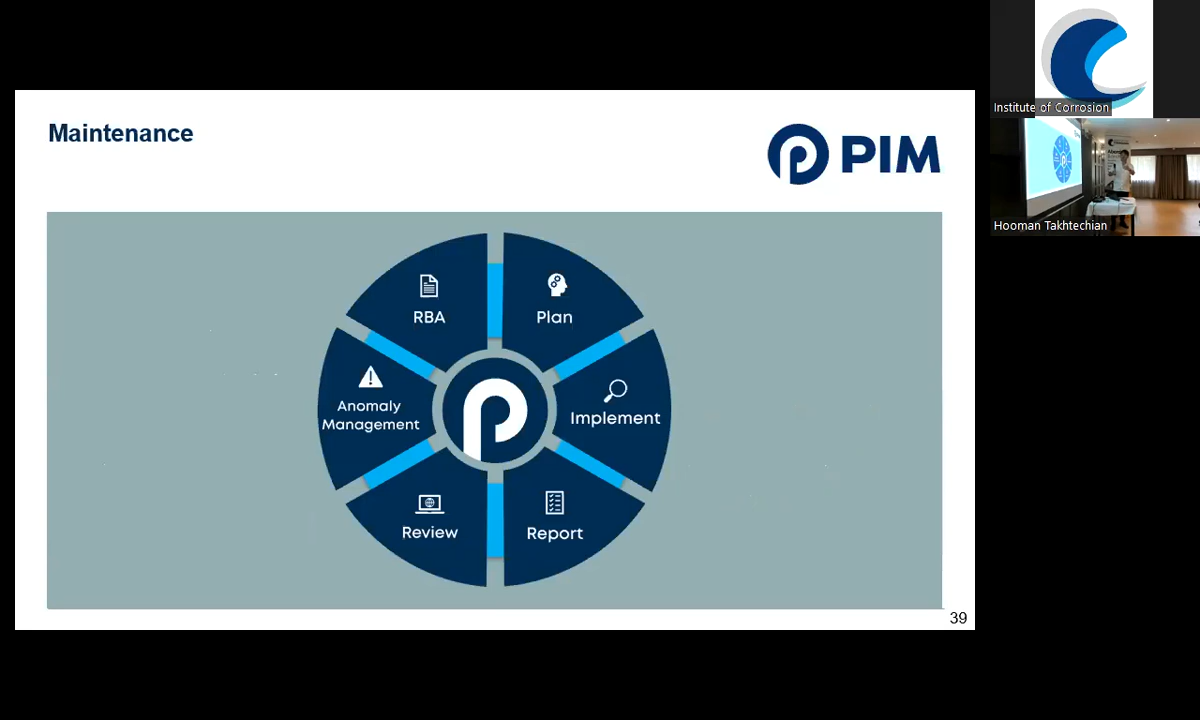 Maintenance
PIM
RBA
Plan
Anomaly
Management
Implement
Review
Report
39
Institute of Corrosion
Hooman Takhtechian